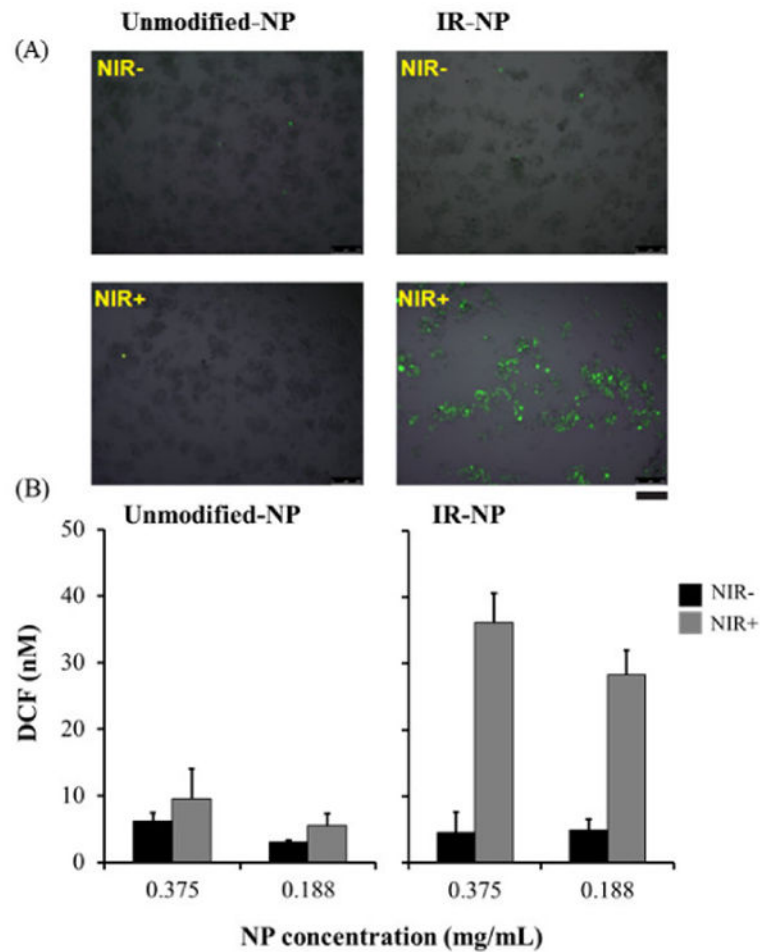 Unmodified-NP IR-NP
(A)
NIR- NIR-
NIR+ NIR+
(B)
Unmodified-NP IR-NP
50
40
30
20
10
0
DCF (nM)
NIR-
NIR+
0.375 0.188 0.375 0.188
NP concentration (mg/mL)